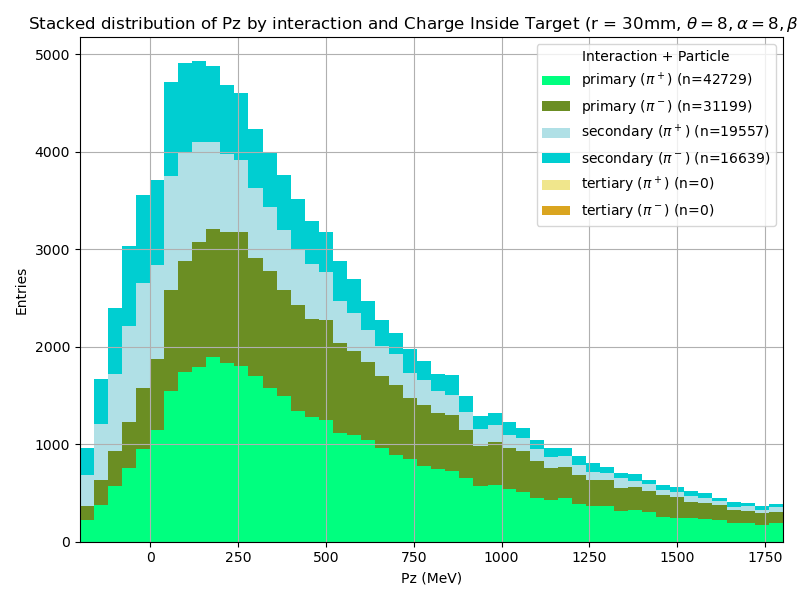 Stacked distribution of Pz by interaction and Charge Inside Target (r = 30mm, θ = 8, α = 8, β
Interaction + Particle
primary (π⁺) (n=42729)
primary (π⁻) (n=31199)
secondary (π⁺) (n=19557)
secondary (π⁻) (n=16639)
tertiary (π⁺) (n=0)
tertiary (π⁻) (n=0)
Entries
5000
4000
3000
2000
1000
0
0 250 500 750 1000 1250 1500 1750
Pz (MeV)